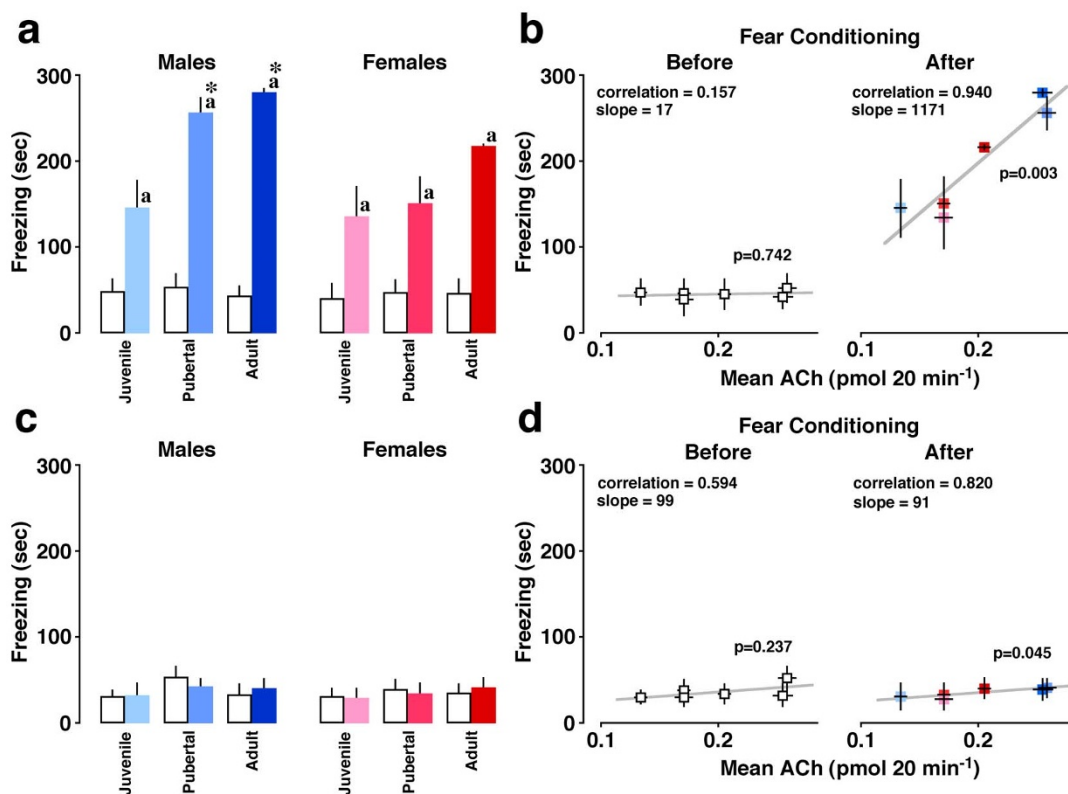 a
Males
Females
Freezing (sec)
300
200
100
0
*
a
*
a
a
a
a
a
Juvenile
Pubertal
Adult
Juvenile
Pubertal
Adult
b
Fear Conditioning
Before
After
Freezing (sec)
300
200
100
0
correlation = 0.157
slope = 17
p=0.742
correlation = 0.940
slope = 1171
p=0.003
0.1
0.2
0.1
0.2
Mean ACh (pmol 20 min⁻¹)
c
Males
Females
Freezing (sec)
300
200
100
0
Juvenile
Pubertal
Adult
Juvenile
Pubertal
Adult
d
Fear Conditioning
Before
After
Freezing (sec)
300
200
100
0
correlation = 0.594
slope = 99
p=0.237
correlation = 0.820
slope = 91
p=0.045
0.1
0.2
0.1
0.2
Mean ACh (pmol 20 min⁻¹)